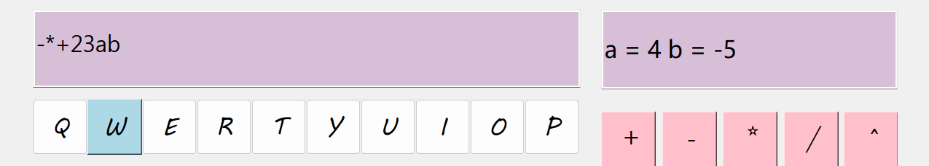 -*+23ab
a = 4 b = -5
Q W E R T Y U I O P
+ - * / ^